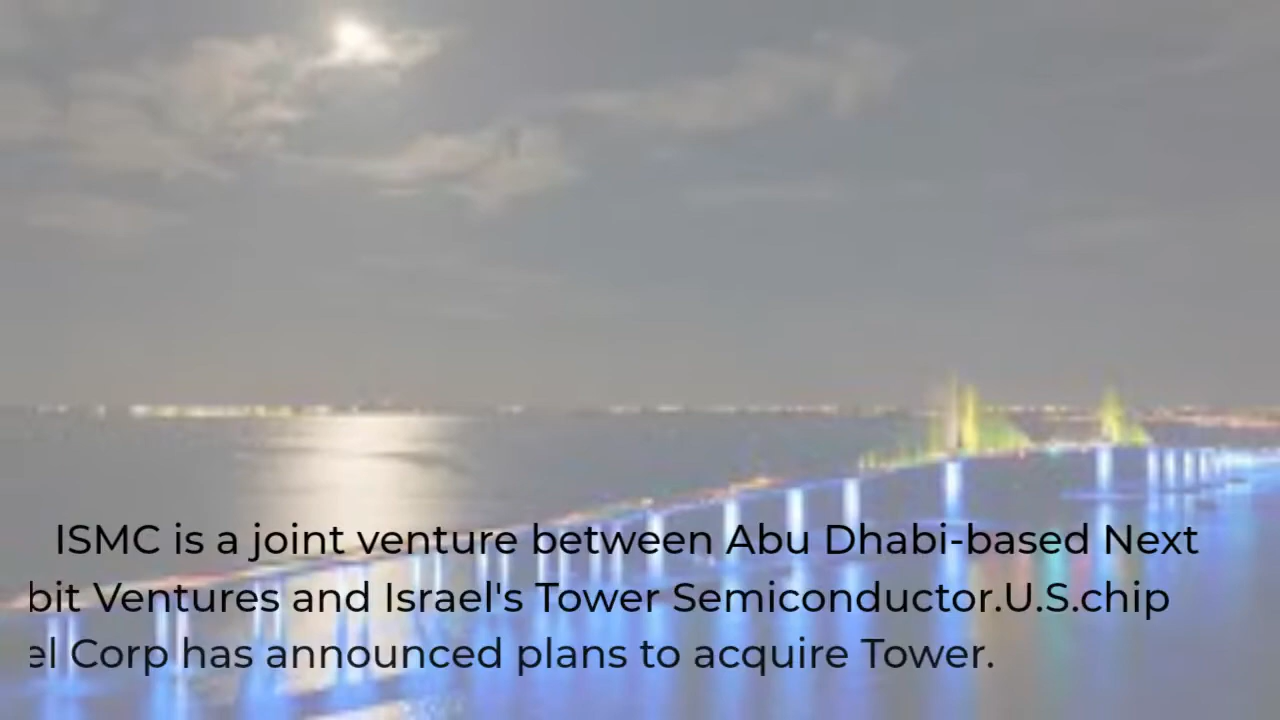 ISMC is a joint venture between Abu Dhabi-based Next
bit Ventures and Israel's Tower Semiconductor.U.S.chip
el Corp has announced plans to acquire Tower.